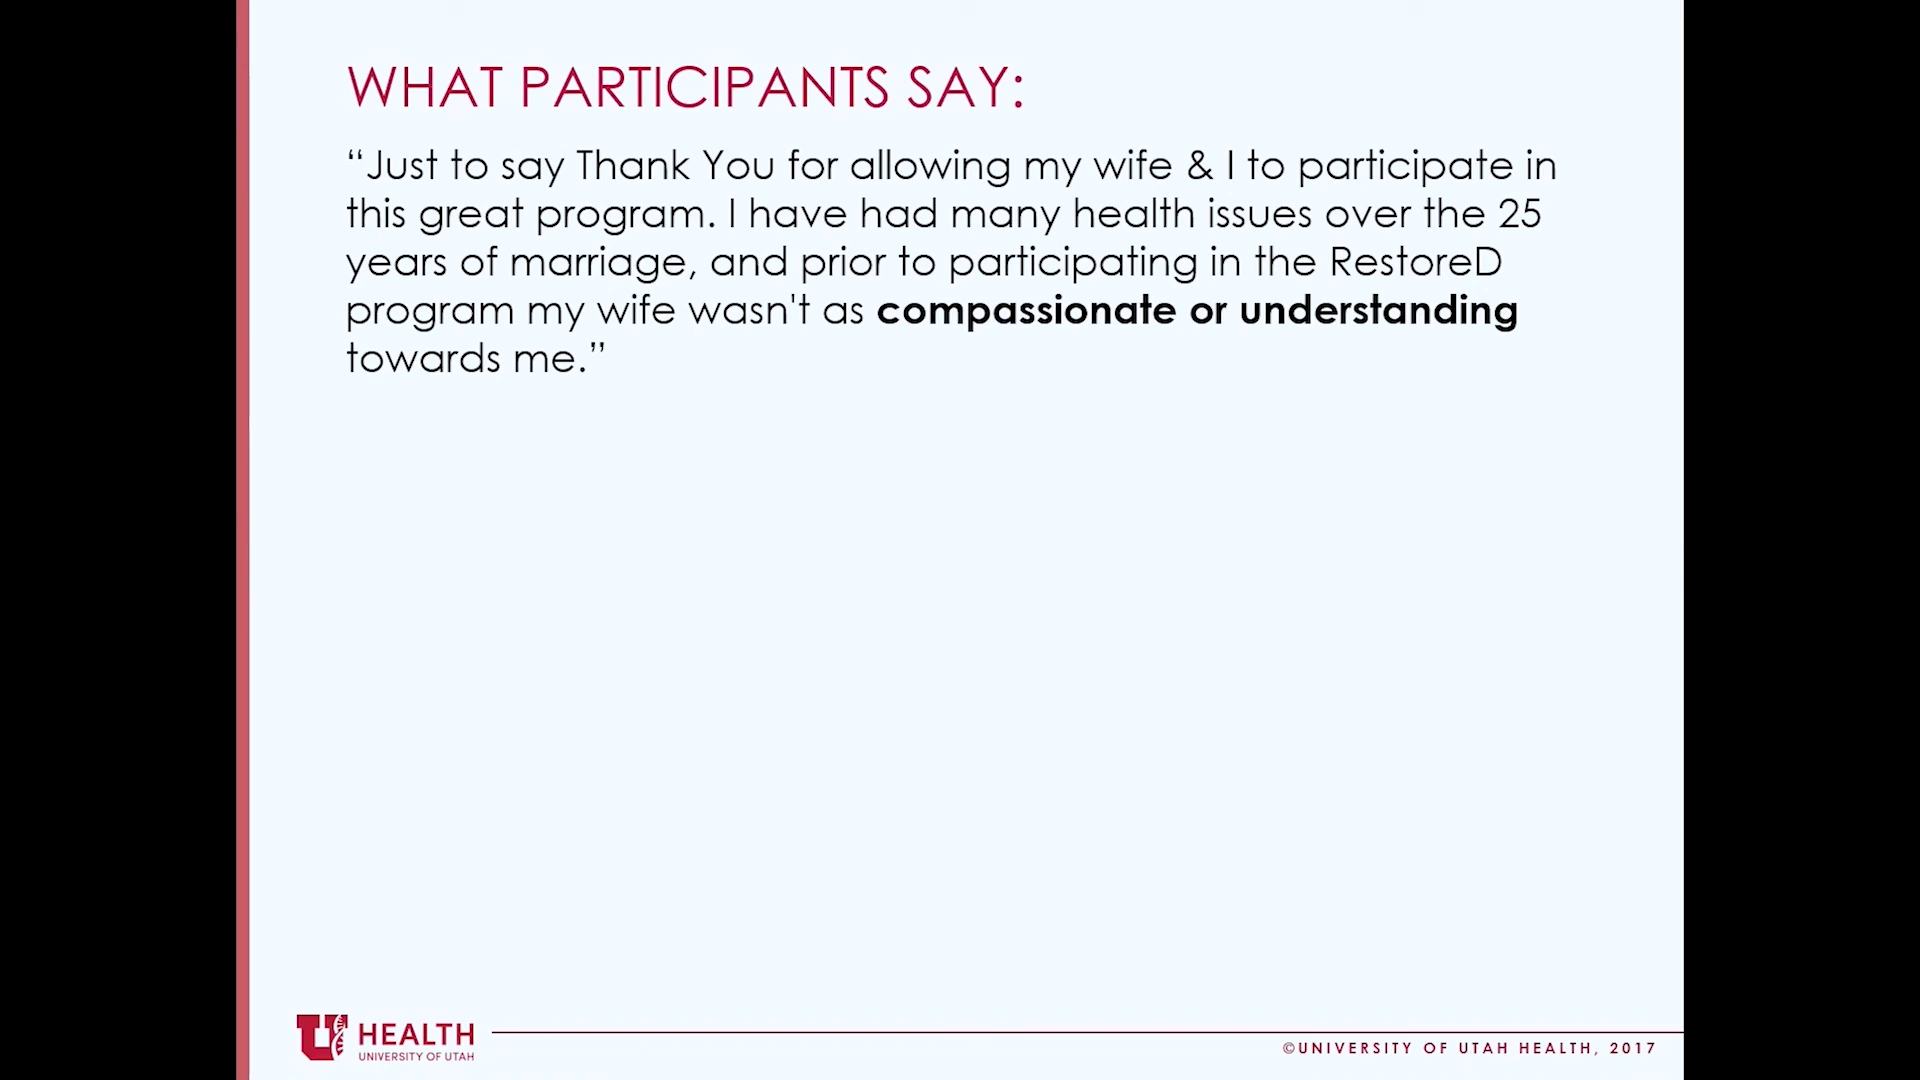 WHAT PARTICIPANTS SAY:
“Just to say Thank You for allowing my wife & I to participate in
this great program. I have had many health issues over the 25
years of marriage, and prior to participating in the RestoreD
program my wife wasn't as compassionate or understanding
towards me.”
HEALTH
UNIVERSITY OF UTAH
©UNIVERSITY OF UTAH HEALTH, 2017